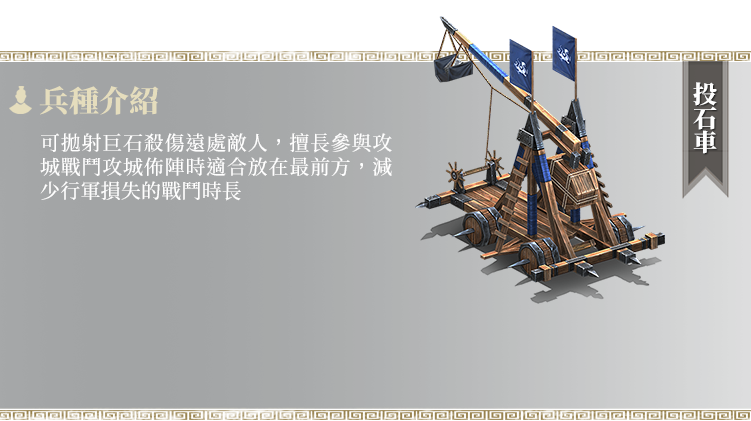 兵種介紹
可拋射巨石殺傷遠處敵人，擅長參與攻
城戰鬥攻城佈陣時適合放在最前方，減
少行軍損失的戰鬥時長
投石車